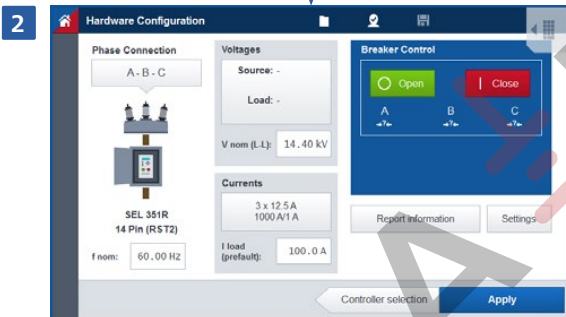 2
Hardware Configuration
Phase Connection
A - B - C
SEL 351R
14 Pin (RST2)
f nom: 60.00 Hz
Voltages
Source: -
Load: -
V nom (L-L): 14.40 kV
Currents
3 x 12.5 A
1000 A/1 A
I load
(prefault): 100.0 A
Breaker Control
Open
Close
A B C
-?- -?- -?-
Report information
Settings
Controller selection
Apply